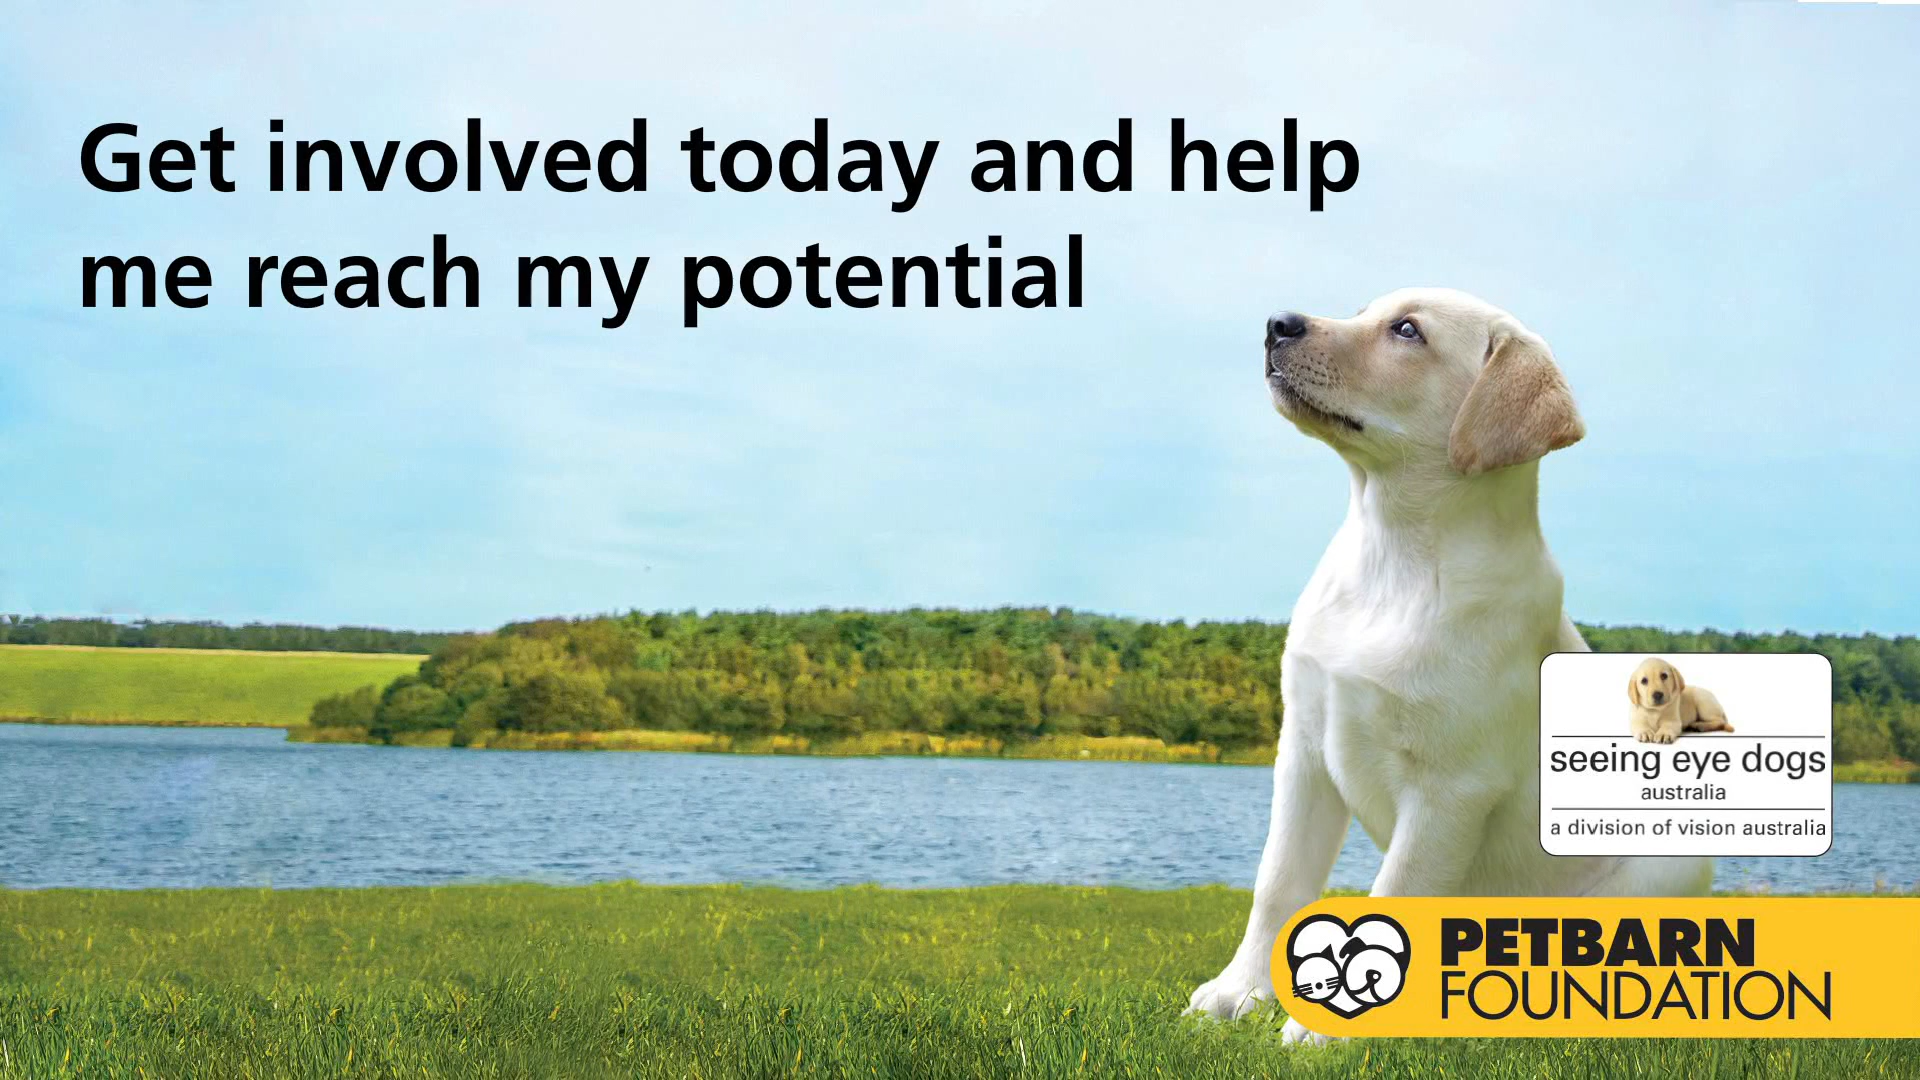 Get involved today and help
me reach my potential
seeing eye dogs
australia
a division of vision australia
PETBARN
FOUNDATION